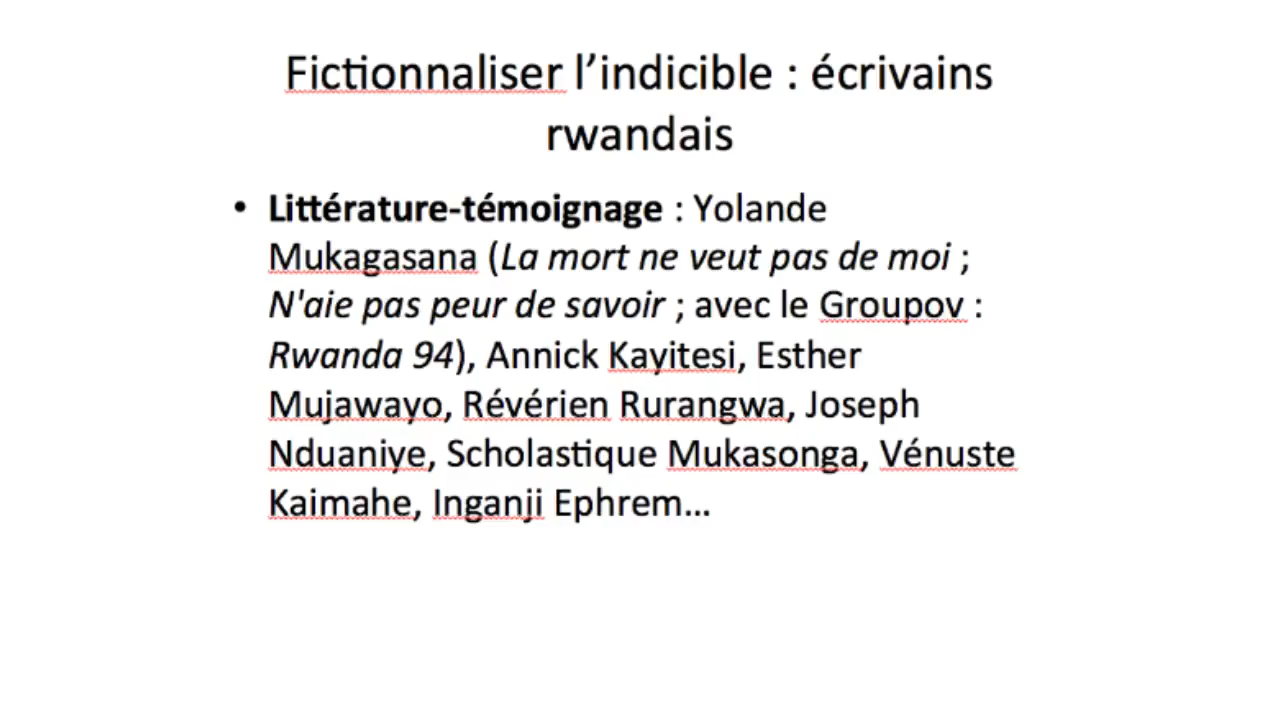 Fictionnaliser l’indicible : écrivains
rwandais
• Littérature-témoignage : Yolande
Mukagasana (La mort ne veut pas de moi ;
N'aie pas peur de savoir ; avec le Groupov :
Rwanda 94), Annick Kayitesi, Esther
Mujawayo, Révérien Rurangwa, Joseph
Nduaniye, Scholastique Mukasonga, Vénuste
Kaimahe, Inganji Ephrem…